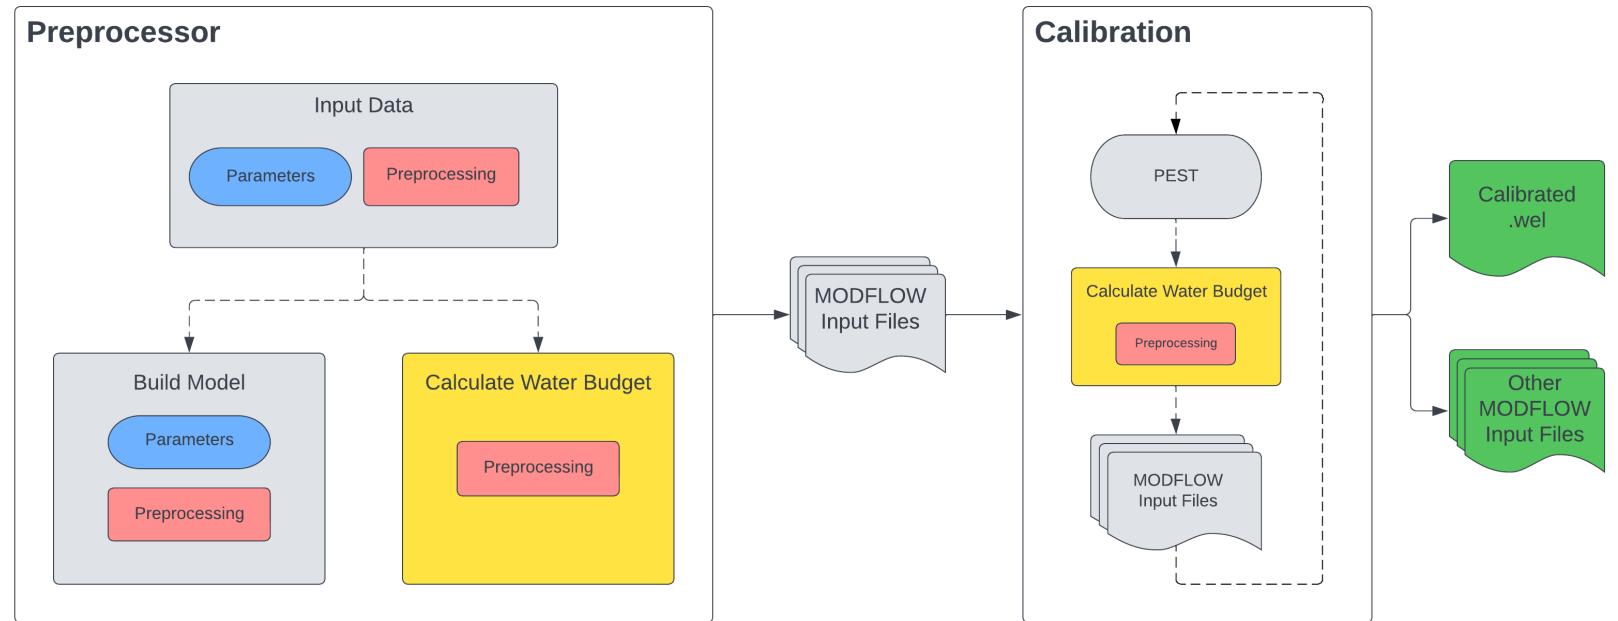 Preprocessor
Input Data
Parameters
Preprocessing
Build Model
Parameters
Preprocessing
Calculate Water Budget
Preprocessing
MODFLOW
Input Files
Calibration
PEST
Calculate Water Budget
Preprocessing
MODFLOW
Input Files
Calibrated
.wel
Other
MODFLOW
Input Files